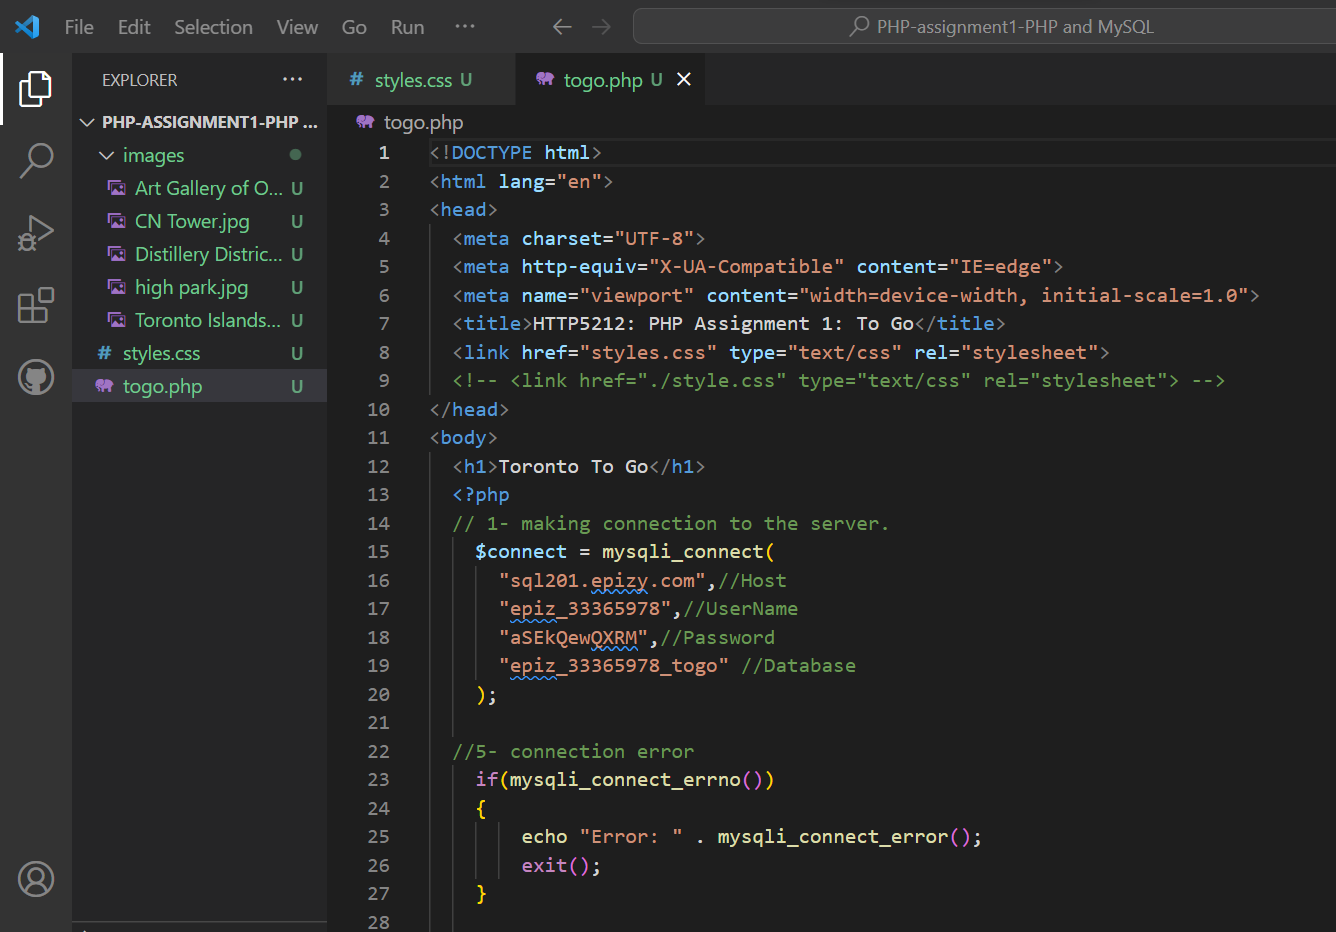 File Edit Selection View Go Run ··· ← → PHP-assignment1-PHP and MySQL
EXPLORER ···
PHP-ASSIGNMENT1-PHP ...
images
Art Gallery of O... U
CN Tower.jpg U
Distillery Distric... U
high park.jpg U
Toronto Islands... U
# styles.css U
togo.php U
# styles.css U togo.php U ×
togo.php
1 <!DOCTYPE html>
2 <html lang="en">
3 <head>
4 <meta charset="UTF-8">
5 <meta http-equiv="X-UA-Compatible" content="IE=edge">
6 <meta name="viewport" content="width=device-width, initial-scale=1.0">
7 <title>HTTP5212: PHP Assignment 1: To Go</title>
8 <link href="styles.css" type="text/css" rel="stylesheet">
9 <!-- <link href="./style.css" type="text/css" rel="stylesheet"> -->
10 </head>
11 <body>
12 <h1>Toronto To Go</h1>
13 <?php
14 // 1- making connection to the server.
15 $connect = mysqli_connect(
16 "sql201.epizy.com",//Host
17 "epiz_33365978",//UserName
18 "aSEkQewQXRM",//Password
19 "epiz_33365978_togo" //Database
20 );
21
22 //5- connection error
23 if(mysqli_connect_errno())
24 {
25 echo "Error: " . mysqli_connect_error();
26 exit();
27 }
28